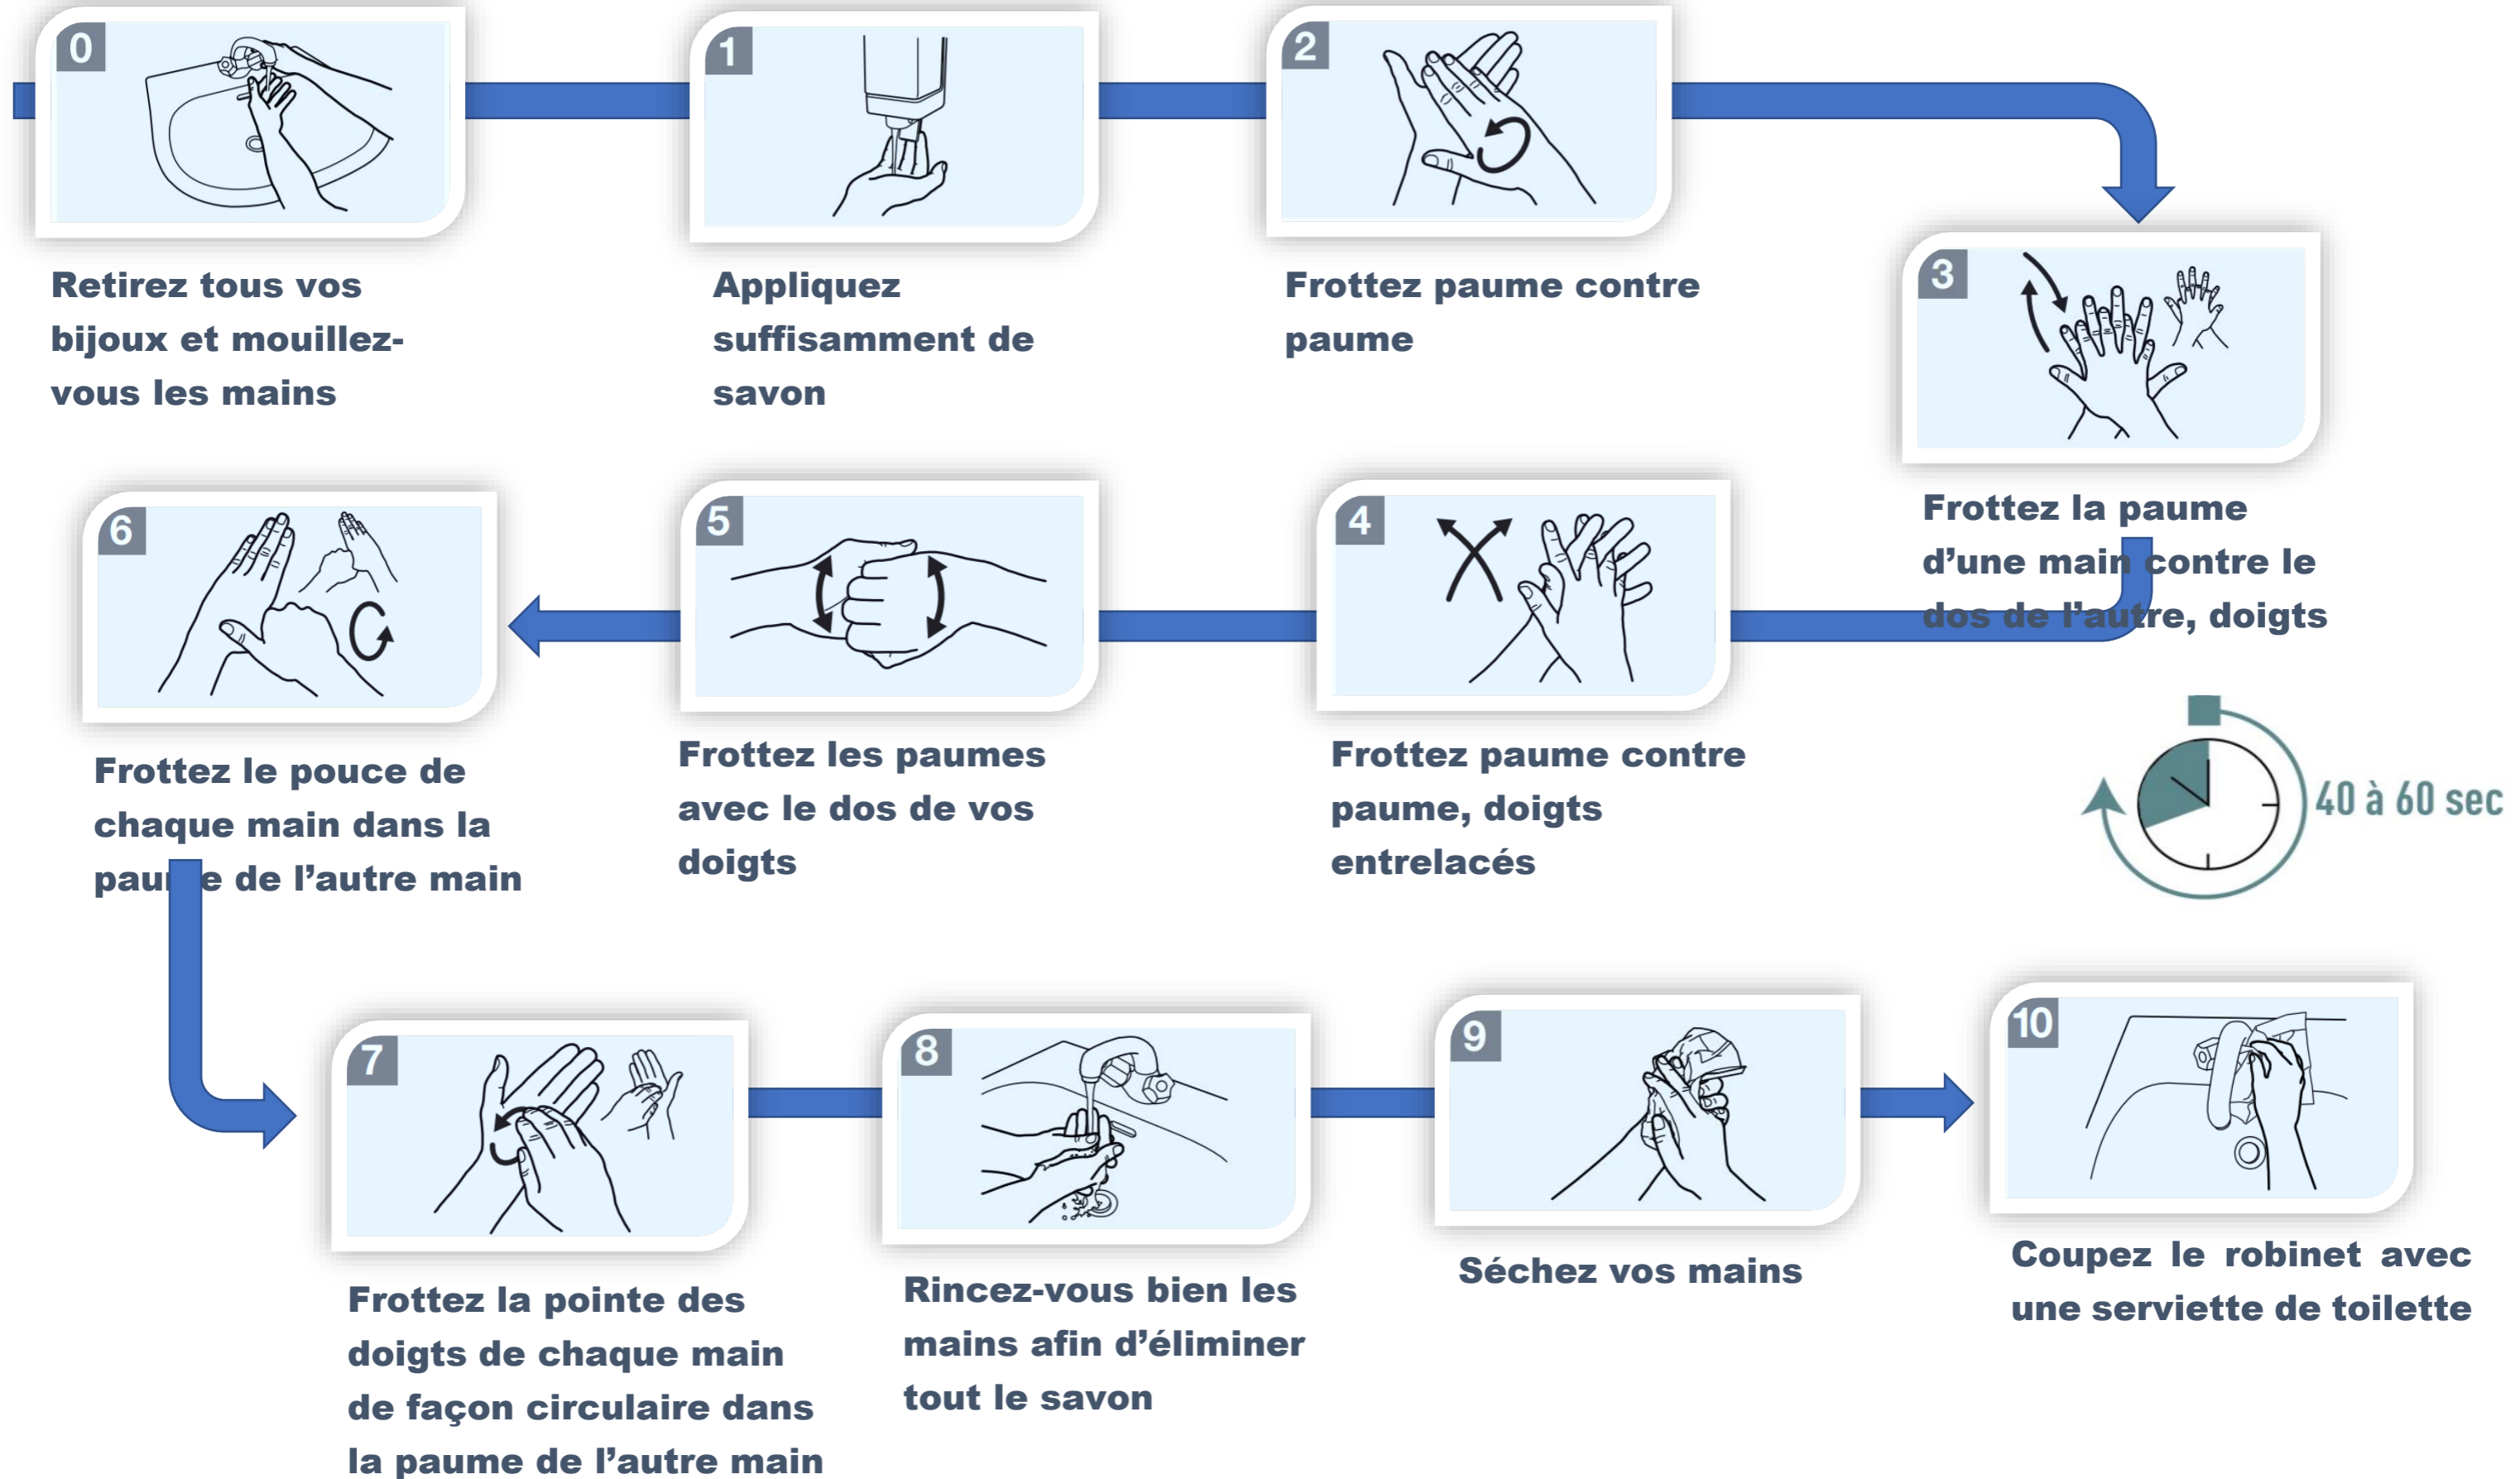 0
Retirez tous vos
bijoux et mouillez-
vous les mains
1
Appliquez
suffisamment de
savon
2
Frottez paume contre
paume
3
Frottez la paume
d’une main contre le
dos de l’autre, doigts
4
Frottez paume contre
paume, doigts
entrelacés
5
Frottez les paumes
avec le dos de vos
doigts
6
Frottez le pouce de
chaque main dans la
paume de l’autre main
40 à 60 sec
7
Frottez la pointe des
doigts de chaque main
de façon circulaire dans
la paume de l’autre main
8
Rincez-vous bien les
mains afin d’éliminer
tout le savon
9
Séchez vos mains
10
Coupez le robinet avec
une serviette de toilette